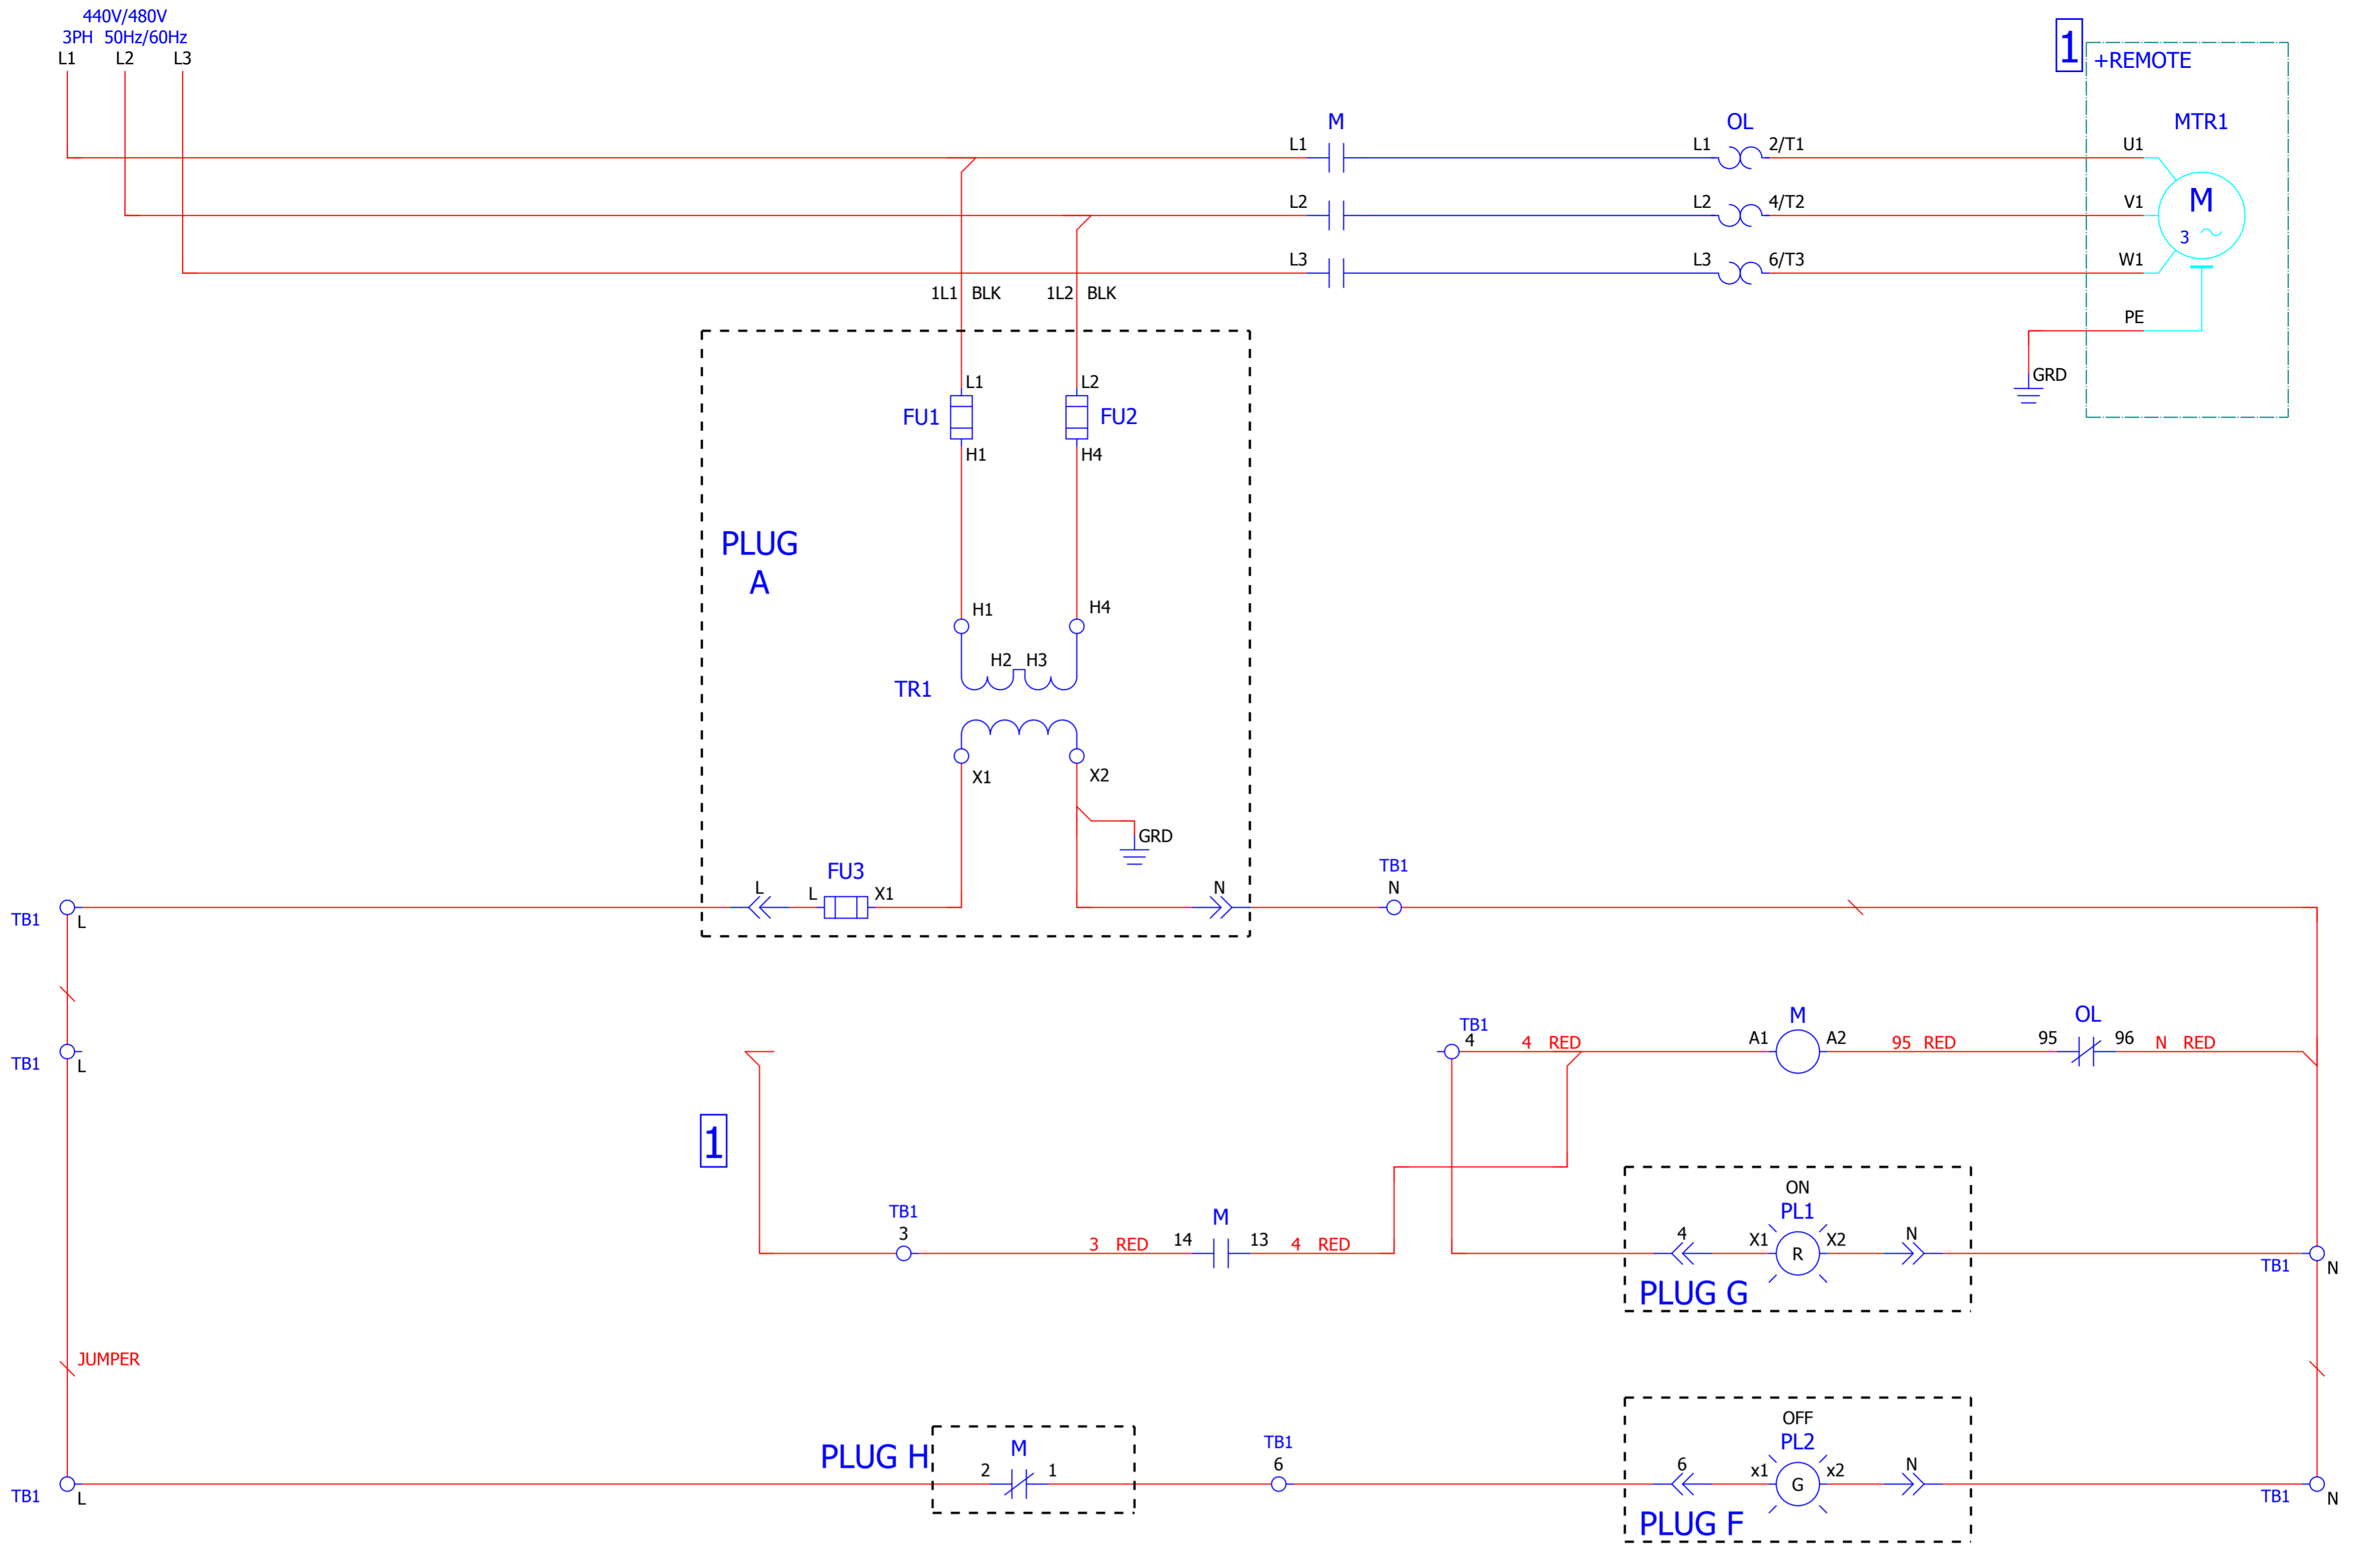 440V/480V
3PH 50Hz/60Hz
L1 L2 L3
1
+REMOTE
M OL MTR1
L1 L1 2/T1 U1
M
L2 L2 4/T2 V1
3
L3 L3 6/T3 W1
1L1 BLK 1L2 BLK
PE
GRD
L1 L2
FU1 FU2
H1 H4
PLUG
A
H1 H4
H2 H3
TR1
X1 X2
GRD
FU3
L L X1 N
TB1
N
TB1 L
TB1
4 4 RED
M
A1 A2 95 RED
OL
95 96 N RED
TB1 L
1
TB1
3
3 RED
M
14 13 4 RED
ON
PL1
4 X1 R X2 N
PLUG G
TB1 N
JUMPER
PLUG H
M
2 1
TB1
6
OFF
PL2
6 x1 G x2 N
PLUG F
TB1 L
TB1 N